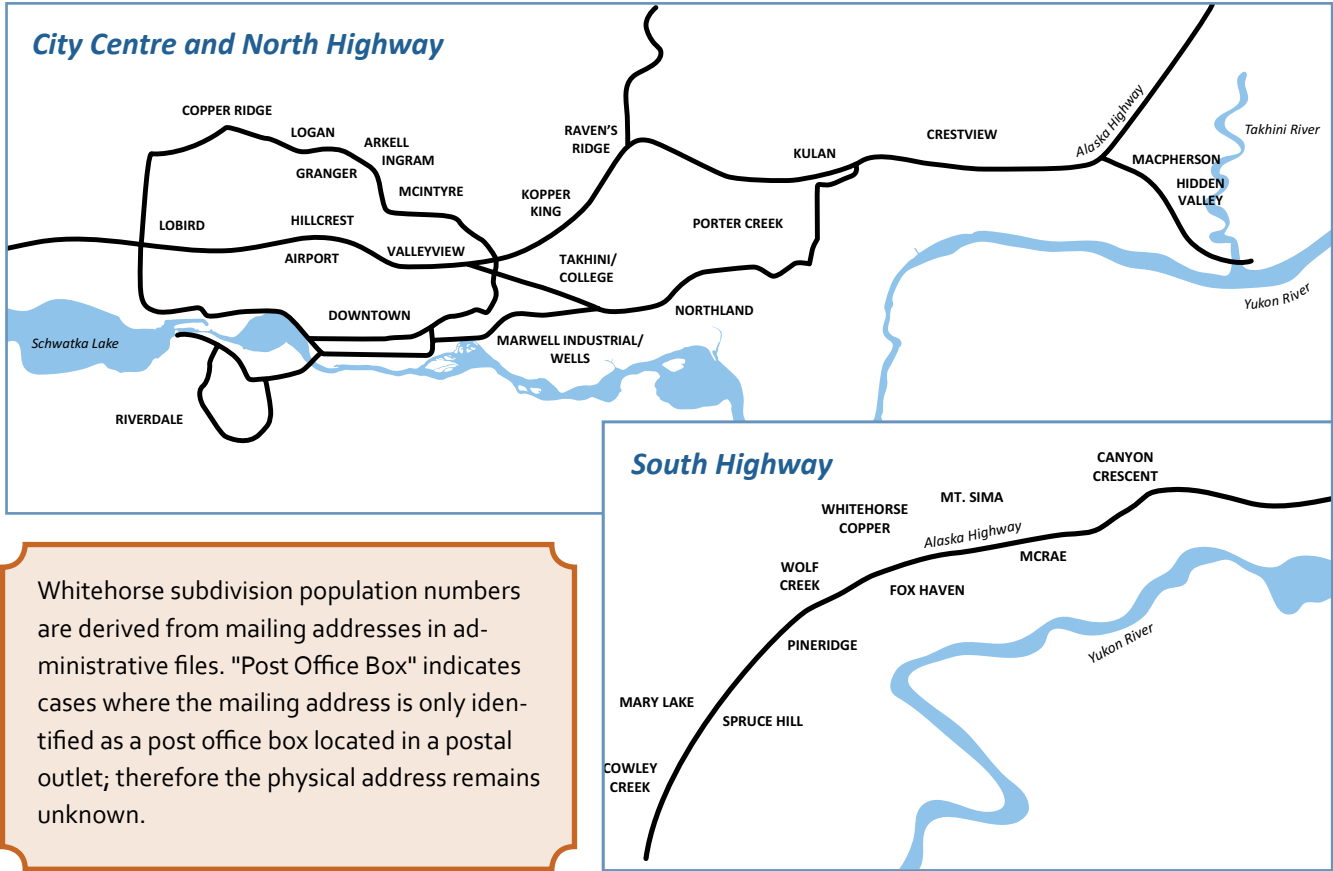 City Centre and North Highway
COPPER RIDGE
LOGAN
ARKELL
INGRAM
GRANGER
MCINTYRE
RAVEN'S
RIDGE
KOPPER
KING
KULAN
CRESTVIEW
Alaska Highway
Takhini River
MACPHERSON
HIDDEN
VALLEY
LOBIRD
HILLCREST
AIRPORT
VALLEYVIEW
PORTER CREEK
TAKHINI/
COLLEGE
DOWNTOWN
NORTHLAND
Yukon River
Schwatka Lake
MARWELL INDUSTRIAL/
WELLS
RIVERDALE
South Highway
CANYON
CRESCENT
MT. SIMA
WHITEHORSE
COPPER
Alaska Highway
MCRAE
WOLF
CREEK
FOX HAVEN
PINERIDGE
Yukon River
MARY LAKE
SPRUCE HILL
COWLEY
CREEK
Whitehorse subdivision population numbers
are derived from mailing addresses in ad-
ministrative files. "Post Office Box" indicates
cases where the mailing address is only iden-
tified as a post office box located in a postal
outlet; therefore the physical address remains
unknown.